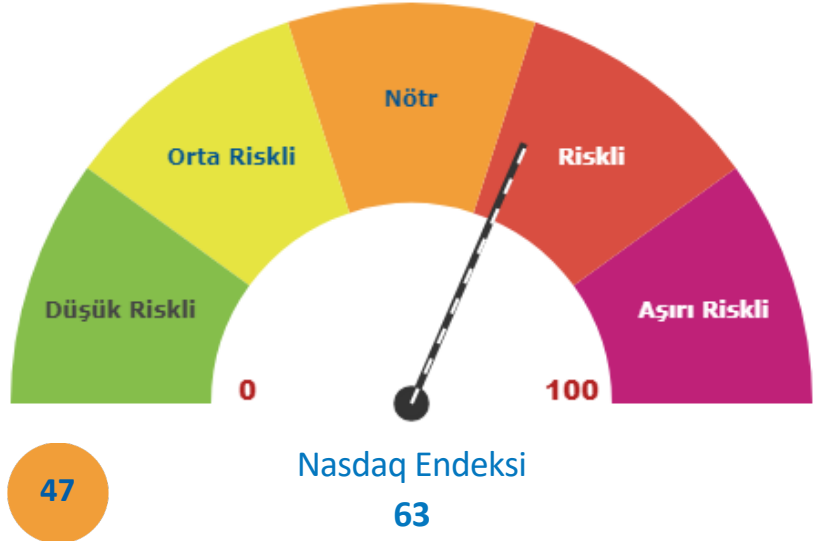 Nötr
Orta Riskli
Riskli
Düşük Riskli
Aşırı Riskli
0
100
Nasdaq Endeksi
47
63